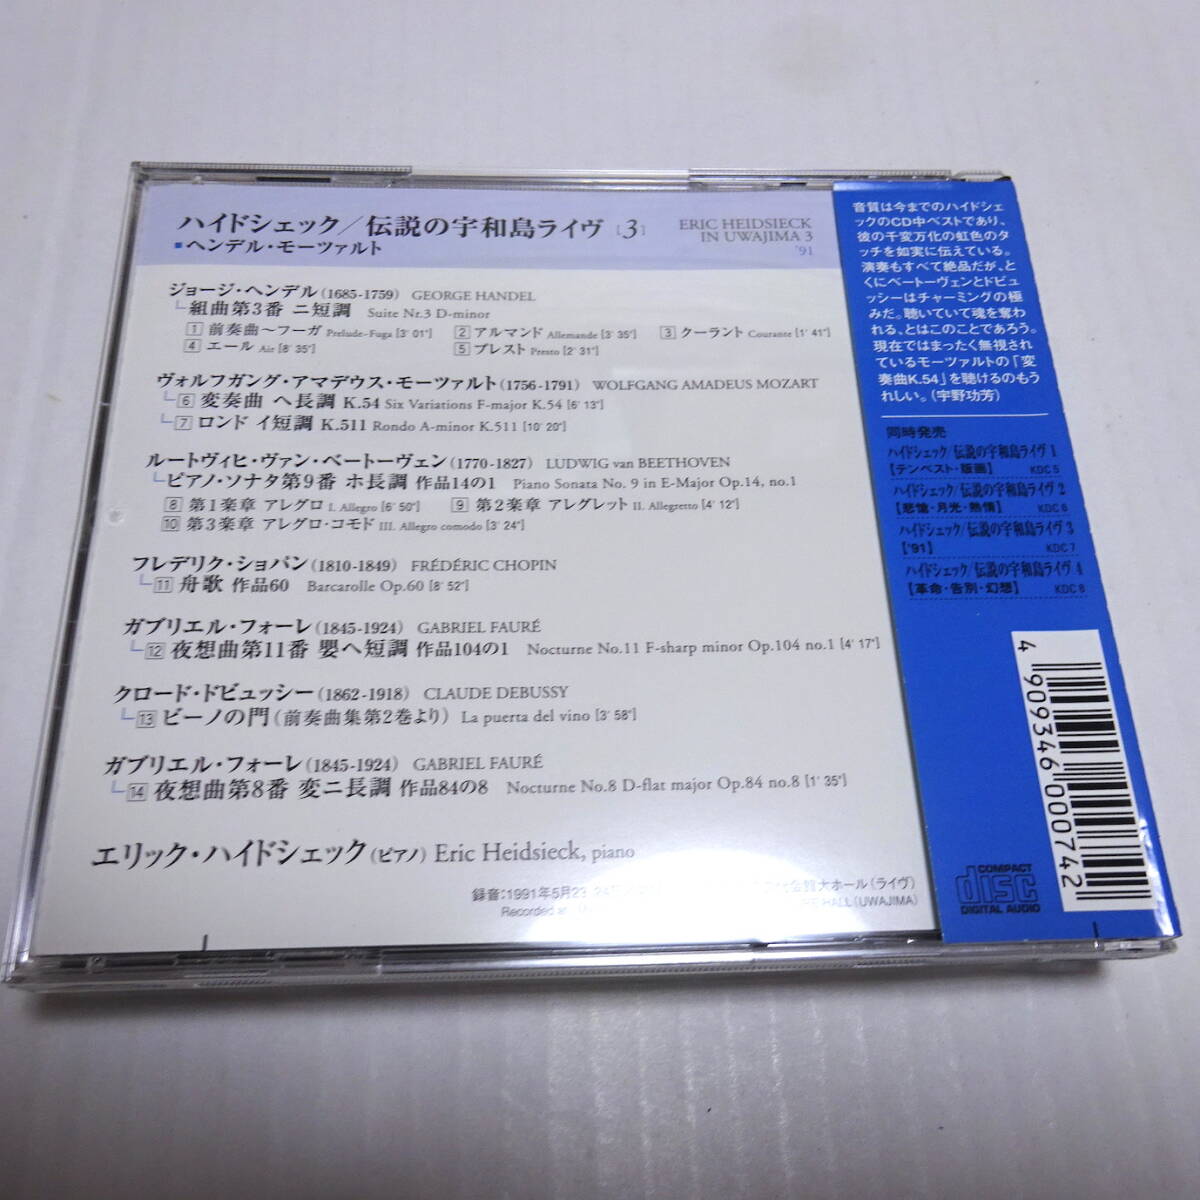 ハイドシェック/伝説の宇和島ライヴ [3]
■ヘンデル・モーツァルト
ERIC HEIDSIECK
IN UWAJIMA 3
'91
ジョージ・ヘンデル(1685-1759) GEORGE HANDEL
組曲第3番 ニ短調 Suite Nr.3 D-minor
1 前奏曲〜フーガ Prelude-Fuga [3' 01"] 2 アルマンド Allemande [3' 35"] 3 クーラント Courante [1' 41"]
4 エール Air [8' 35"] 5 プレスト Presto [2' 31"]
ヴォルフガング・アマデウス・モーツァルト(1756-1791) WOLFGANG AMADEUS MOZART
6 変奏曲 ヘ長調 K.54 Six Variations F-major K.54 [6' 13"]
7 ロンド イ短調 K.511 Rondo A-minor K.511 [10' 20"]
ルートヴィヒ・ヴァン・ベートーヴェン(1770-1827) LUDWIG van BEETHOVEN
ピアノ・ソナタ第9番 ホ長調 作品14の1 Piano Sonata No. 9 in E-Major Op.14, no.1
8 第1楽章 アレグロ I. Allegro [6' 50"] 9 第2楽章 アレグレット II. Allegretto [4' 12"]
10 第3楽章 アレグロ・コモド III. Allegro comodo [3' 24"]
フレデリク・ショパン(1810-1849) FRÉDÉRIC CHOPIN
11 舟歌 作品60 Barcarolle Op.60 [8' 52"]
ガブリエル・フォーレ(1845-1924) GABRIEL FAURÉ
12 夜想曲第11番 嬰ヘ短調 作品104の1 Nocturne No.11 F-sharp minor Op.104 no.1 [4' 17"]
クロード・ドビュッシー(1862-1918) CLAUDE DEBUSSY
13 ビーノの門(前奏曲集第2巻より) La puerta del vino [3' 58"]
ガブリエル・フォーレ(1845-1924) GABRIEL FAURÉ
14 夜想曲第8番 変ニ長調 作品84の8 Nocturne No.8 D-flat major Op.84 no.8 [1' 35"]
エリック・ハイドシェック(ピアノ) Eric Heidsieck, piano
録音:1991年5月23, 24日 会館大ホール(ライヴ)
Recorded at HALL(UWAJIMA)
音質は今までのハイドシェ
ックのCD中ベストであり、
彼の千変万化の虹色のタ
ッチを如実に伝えている。
演奏もすべて絶品だが、と
くにベートーヴェンとドビュ
ッシーはチャーミングの極
みだ。聴いていて魂を奪わ
れる、とはこのことであろう。
現在ではまったく無視され
ているモーツァルトの「変
奏曲K.54」を聴けるのもう
れしい。(宇野功芳)
同時発売
ハイドシェック/伝説の宇和島ライヴ 1
【テンペスト・版画】 KDC 5
ハイドシェック/伝説の宇和島ライヴ 2
【悲愴・月光・熱情】 KDC 6
ハイドシェック/伝説の宇和島ライヴ 3
【'91】 KDC 7
ハイドシェック/伝説の宇和島ライヴ 4
【革命・告別・幻想】 KDC 8
4 909346 000742
COMPACT
disc
DIGITAL AUDIO